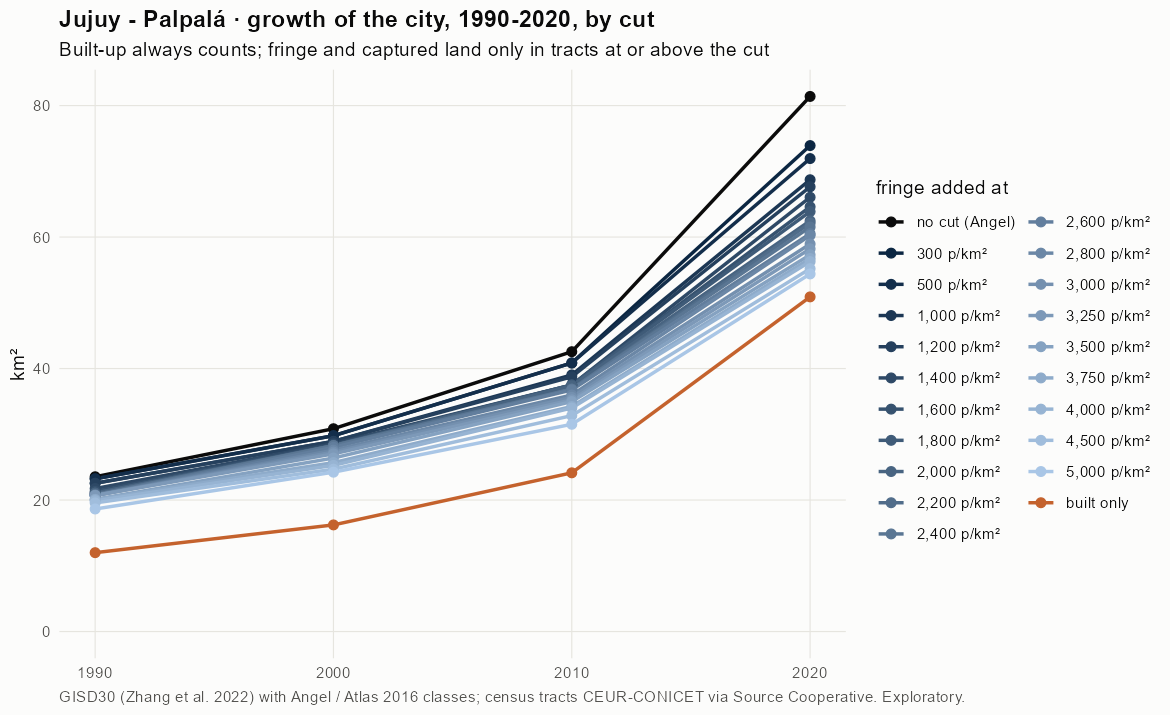 Jujuy - Palpalá · growth of the city, 1990-2020, by cut
Built-up always counts; fringe and captured land only in tracts at or above the cut
km²
80
60
40
20
0
1990
2000
2010
2020
fringe added at
no cut (Angel)
300 p/km²
500 p/km²
1,000 p/km²
1,200 p/km²
1,400 p/km²
1,600 p/km²
1,800 p/km²
2,000 p/km²
2,200 p/km²
2,400 p/km²
2,600 p/km²
2,800 p/km²
3,000 p/km²
3,250 p/km²
3,500 p/km²
3,750 p/km²
4,000 p/km²
4,500 p/km²
5,000 p/km²
built only
GISD30 (Zhang et al. 2022) with Angel / Atlas 2016 classes; census tracts CEUR-CONICET via Source Cooperative. Exploratory.